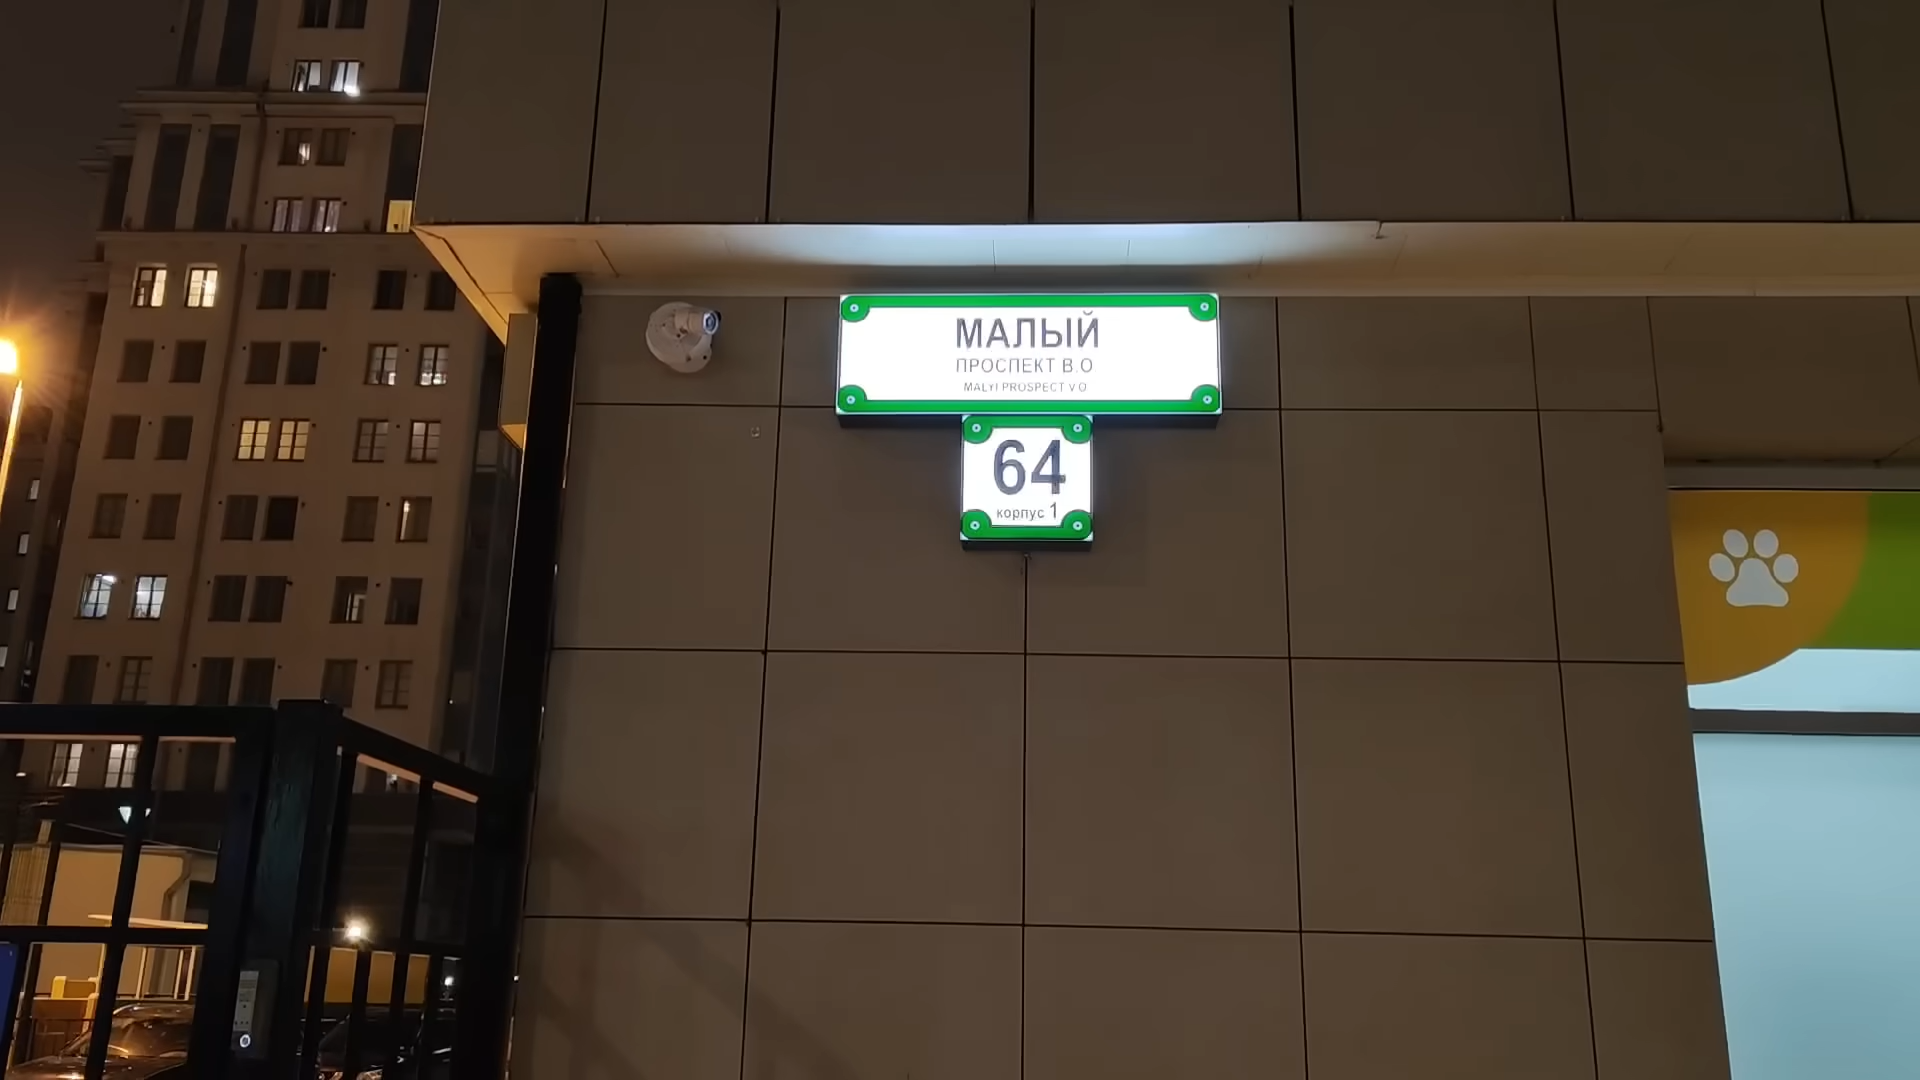 МАЛЫЙ
ПРОСПЕКТ В.О
MALYI PROSPECT V O
64
корпус 1